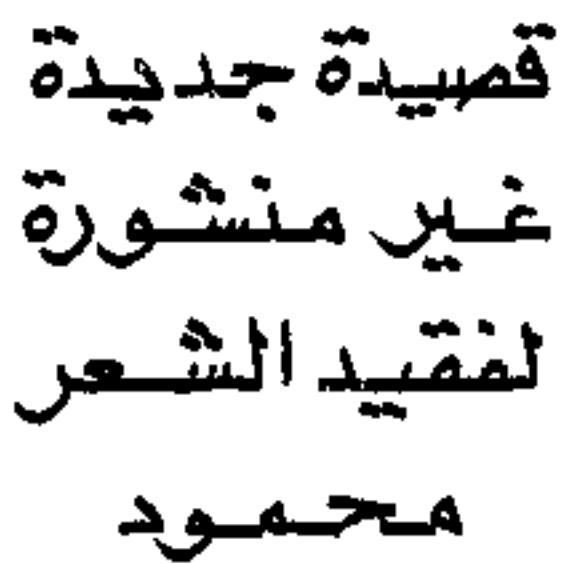 قصيدة جديدة
غير منشورة
لفقيد الشعر
محمود